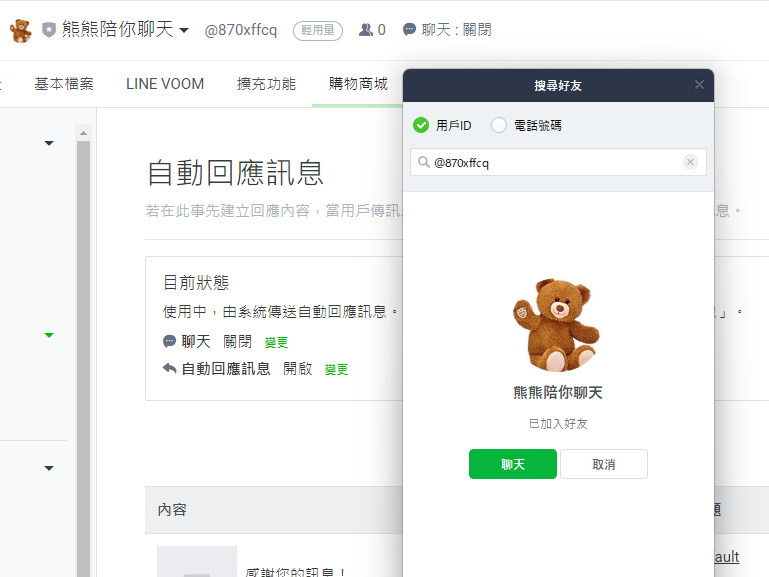 熊熊陪你聊天 @870xffcq 輕用量 0 聊天 : 關閉
基本檔案 LINE VOOM 擴充功能 購物商城
搜尋好友
用戶ID 電話號碼
@870xffcq
自動回應訊息
若在此事先建立回應內容，當用戶傳訊 息。
目前狀態
使用中，由系統傳送自動回應訊息。 」。
聊天 關閉 變更
自動回應訊息 開啟 變更
熊熊陪你聊天
已加入好友
聊天 取消
內容
感謝您的訊息！ ault